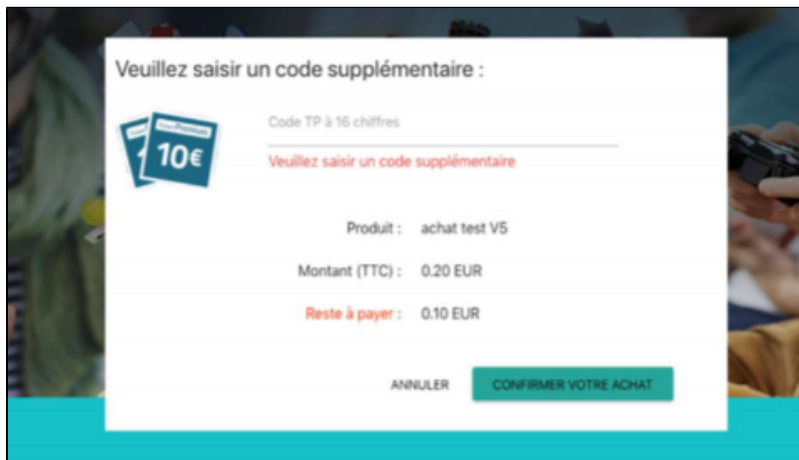 Veuillez saisir un code supplémentaire :
Code TP à 16 chiffres
10€
Veuillez saisir un code supplémentaire
Produit : achat test V5
Montant (TTC) : 0.20 EUR
Reste à payer : 0.10 EUR
ANNULER CONFIRMER VOTRE ACHAT